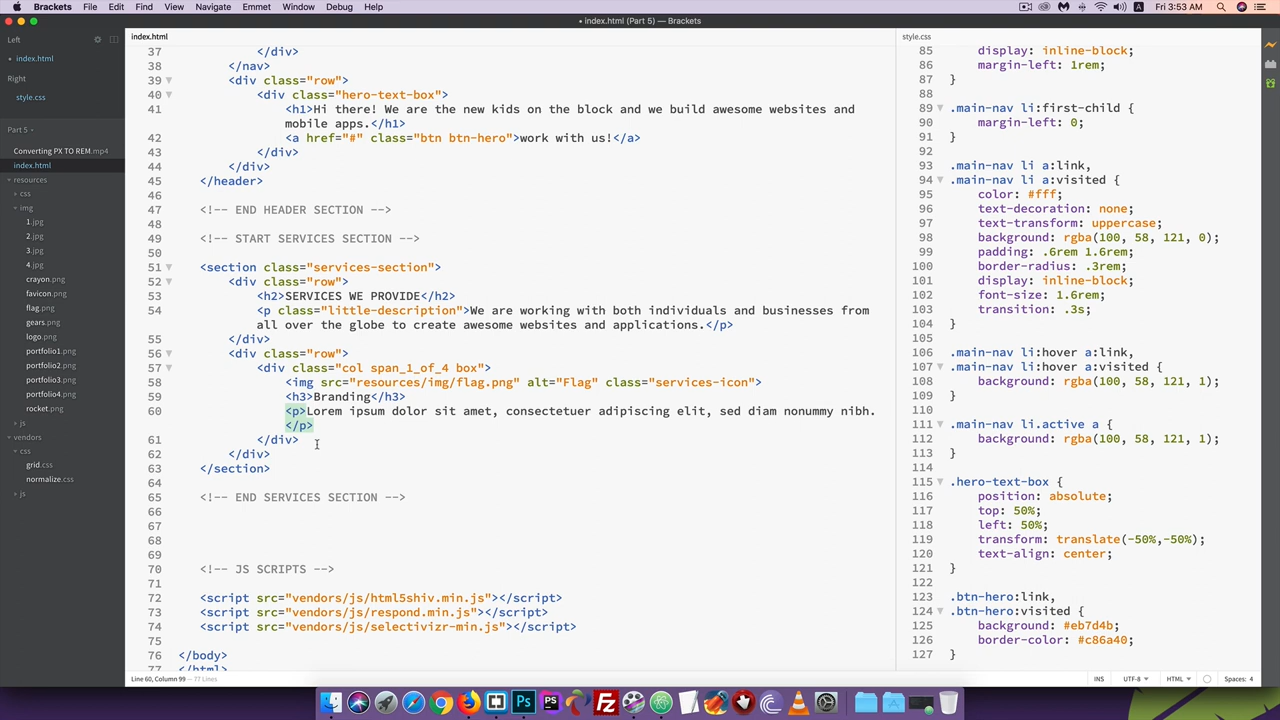 Brackets File Edit Find View Navigate Emmet Window Debug Help Fri 3:53 AM
• index.html (Part 5) — Brackets
Left
index.html
Right
style.css
Part 5
Converting PX TO REM.mp4
index.html
resources
css
img
1.jpg
2.jpg
3.jpg
4.jpg
crayon.png
favicon.png
flag.png
gears.png
logo.png
portfolio1.png
portfolio2.png
portfolio3.png
portfolio4.png
rocket.png
js
vendors
css
grid.css
normalize.css
js
index.html
37 </div>
38 </nav>
39 <div class="row">
40 <div class="hero-text-box">
41 <h1>Hi there! We are the new kids on the block and we build awesome websites and
mobile apps.</h1>
42 <a href="#" class="btn btn-hero">work with us!</a>
43 </div>
44 </div>
45 </header>
46
47 <!-- END HEADER SECTION -->
48
49 <!-- START SERVICES SECTION -->
50
51 <section class="services-section">
52 <div class="row">
53 <h2>SERVICES WE PROVIDE</h2>
54 <p class="little-description">We are working with both individuals and businesses from
all over the globe to create awesome websites and applications.</p>
55 </div>
56 <div class="row">
57 <div class="col span_1_of_4 box">
58 <img src="resources/img/flag.png" alt="Flag" class="services-icon">
59 <h3>Branding</h3>
60 <p>Lorem ipsum dolor sit amet, consectetuer adipiscing elit, sed diam nonummy nibh.
</p>
61 </div>
62 </div>
63 </section>
64
65 <!-- END SERVICES SECTION -->
66
67
68
69
70 <!-- JS SCRIPTS -->
71
72 <script src="vendors/js/html5shiv.min.js"></script>
73 <script src="vendors/js/respond.min.js"></script>
74 <script src="vendors/js/selectivizr-min.js"></script>
75
76 </body>
77 </html>
style.css
85 display: inline-block;
86 margin-left: 1rem;
87 }
88
89 .main-nav li:first-child {
90 margin-left: 0;
91 }
92
93 .main-nav li a:link,
94 .main-nav li a:visited {
95 color: #fff;
96 text-decoration: none;
97 text-transform: uppercase;
98 background: rgba(100, 58, 121, 0);
99 padding: .6rem 1.6rem;
100 border-radius: .3rem;
101 display: inline-block;
102 font-size: 1.6rem;
103 transition: .3s;
104 }
105
106 .main-nav li:hover a:link,
107 .main-nav li:hover a:visited {
108 background: rgba(100, 58, 121, 1);
109 }
110
111 .main-nav li.active a {
112 background: rgba(100, 58, 121, 1);
113 }
114
115 .hero-text-box {
116 position: absolute;
117 top: 50%;
118 left: 50%;
119 transform: translate(-50%,-50%);
120 text-align: center;
121 }
122
123 .btn-hero:link,
124 .btn-hero:visited {
125 background: #eb7d4b;
126 border-color: #c86a40;
127 }
Line 60, Column 99 — 77 Lines
INS UTF-8 HTML Spaces: 4
Ps PS Fz